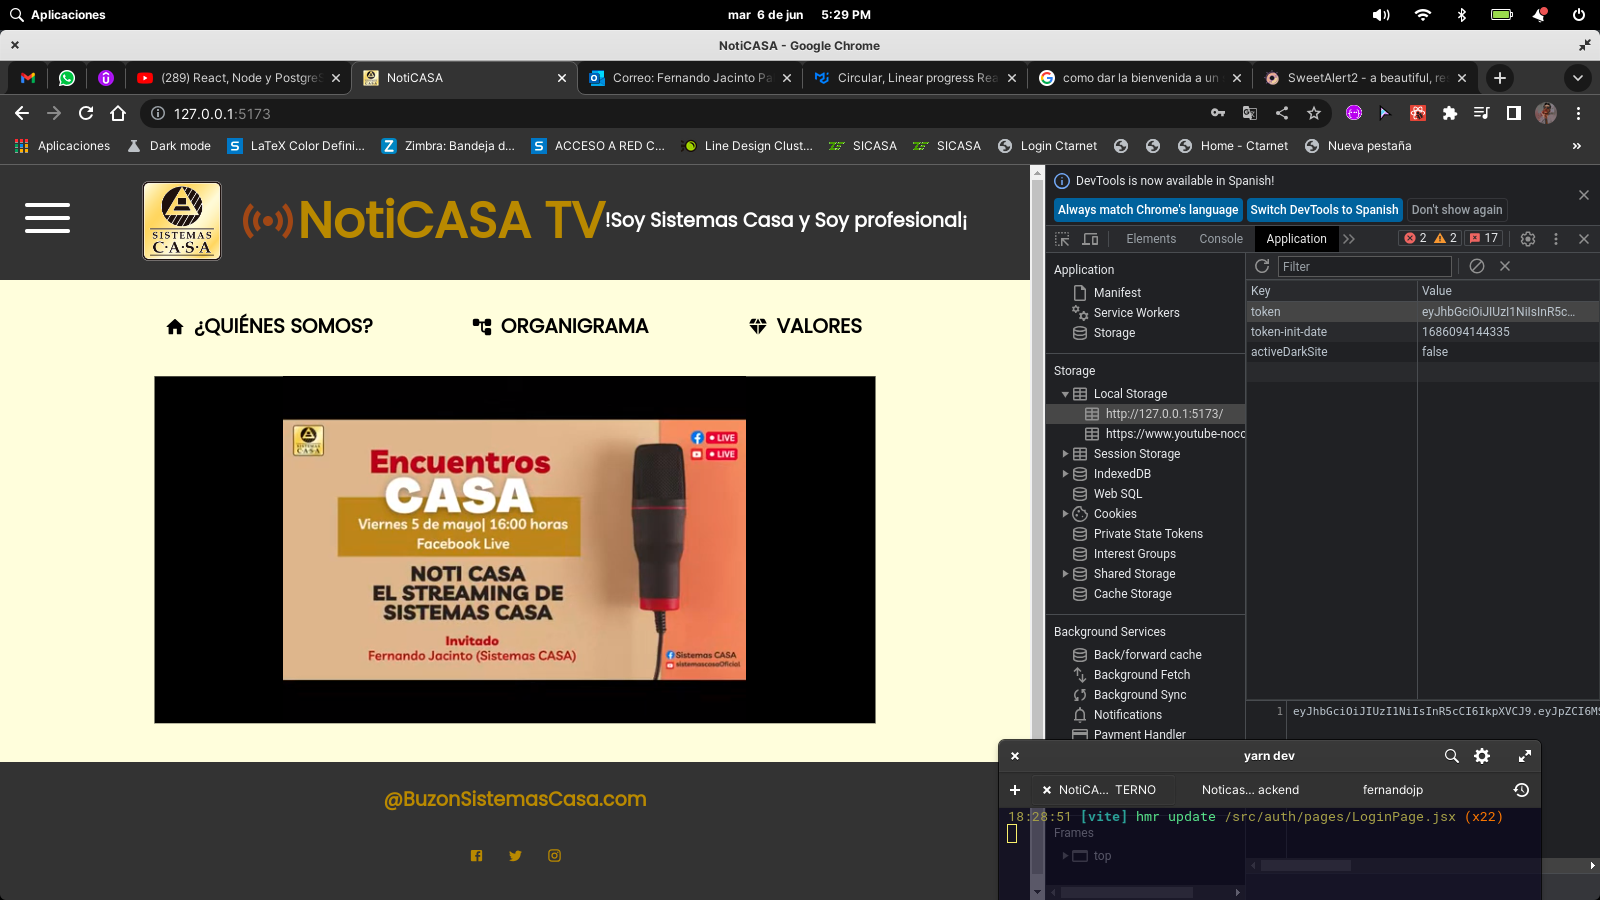 Aplicaciones
mar 6 de jun 5:29 PM
NotiCASA - Google Chrome
(289) React, Node y Postgre
NotiCASA
Correo: Fernando Jacinto Pa
Circular, Linear progress Rea
como dar la bienvenida a un
SweetAlert2 - a beautiful, res
127.0.0.1:5173
Aplicaciones
Dark mode
LaTeX Color Defini...
Zimbra: Bandeja d...
ACCESO A RED C...
Line Design Clust...
SICASA
SICASA
Login Ctarnet
Home - Ctarnet
Nueva pestaña
»
SISTEMAS
C·A·S·A
NotiCASA TV
!Soy Sistemas Casa y Soy profesional¡
¿QUIÉNES SOMOS?
ORGANIGRAMA
VALORES
SISTEMAS
CASA
LIVE
LIVE
Encuentros
CASA
Viernes 5 de mayo| 16:00 horas
Facebook Live
NOTI CASA
EL STREAMING DE
SISTEMAS CASA
Invitado
Fernando Jacinto (Sistemas CASA)
Sistemas CASA
sistemascasaOficial
@BuzonSistemasCasa.com
DevTools is now available in Spanish!
Always match Chrome's language
Switch DevTools to Spanish
Don't show again
Elements
Console
Application
2
2
17
Application
Manifest
Service Workers
Storage
Storage
Local Storage
http://127.0.0.1:5173/
https://www.youtube-noco
Session Storage
IndexedDB
Web SQL
Cookies
Private State Tokens
Interest Groups
Shared Storage
Cache Storage
Background Services
Back/forward cache
Background Fetch
Background Sync
Notifications
Payment Handler
Filter
Key Value
token eyJhbGciOiJIUzI1NiIsInR5c...
token-init-date 1686094144335
activeDarkSite false
1 eyJhbGciOiJIUzI1NiIsInR5cCI6IkpXVCJ9.eyJpZCI6M
yarn dev
NotiCA... TERNO
Noticas... ackend
fernandojp
18:28:51 [vite] hmr update /src/auth/pages/LoginPage.jsx (x22)
Frames
top